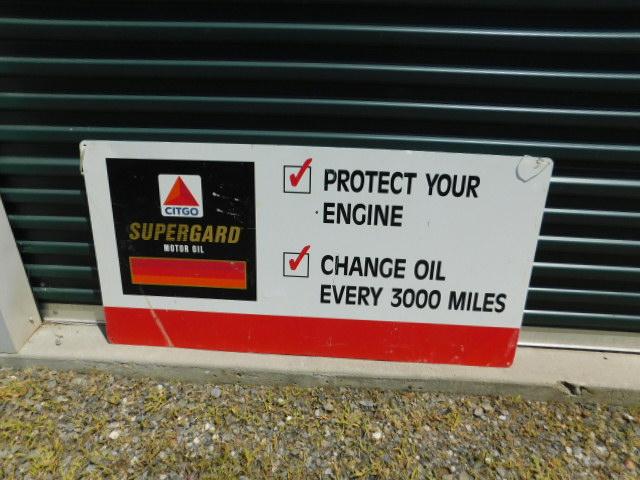 CITGO
SUPERGARD
MOTOR OIL
PROTECT YOUR
ENGINE
CHANGE OIL
EVERY 3000 MILES